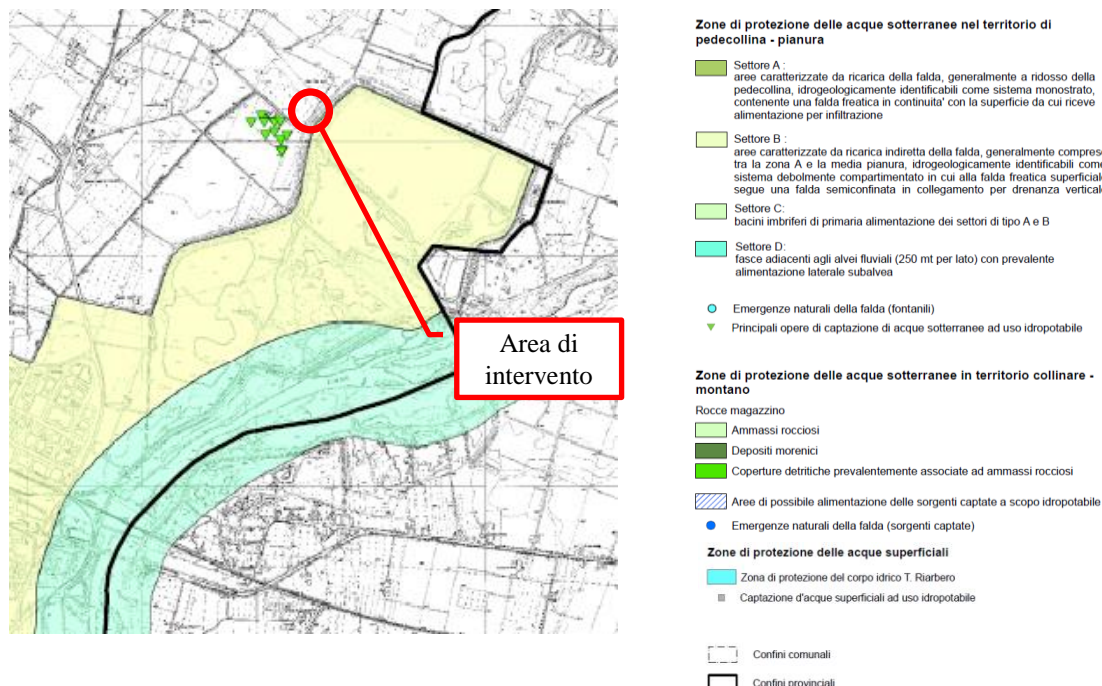 Area di
intervento
Zone di protezione delle acque sotterranee nel territorio di
pedecollina - pianura
Settore A :
aree caratterizzate da ricarica della falda, generalmente a ridosso della
pedecollina, idrogeologicamente identificabili come sistema monostrato,
contenente una falda freatica in continuita' con la superficie da cui riceve
alimentazione per infiltrazione
Settore B :
aree caratterizzate da ricarica indiretta della falda, generalmente comprese
tra la zona A e la media pianura, idrogeologicamente identificabili come
sistema debolmente compartimentato in cui alla falda freatica superficiale
segue una falda semiconfinata in collegamento per drenanza vertical
Settore C:
bacini imbriferi di primaria alimentazione dei settori di tipo A e B
Settore D:
fasce adiacenti agli alvei fluviali (250 mt per lato) con prevalente
alimentazione laterale subalvea
Emergenze naturali della falda (fontanili)
Principali opere di captazione di acque sotterranee ad uso idropotabile
Zone di protezione delle acque sotterranee in territorio collinare -
montano
Rocce magazzino
Ammassi rocciosi
Depositi morenici
Coperture detritiche prevalentemente associate ad ammassi rocciosi
Aree di possibile alimentazione delle sorgenti captate a scopo idropotabile
Emergenze naturali della falda (sorgenti captate)
Zone di protezione delle acque superficiali
Zona di protezione del corpo idrico T. Riarbero
Captazione d'acque superficiali ad uso idropotabile
Confini comunali
Confini provinciali